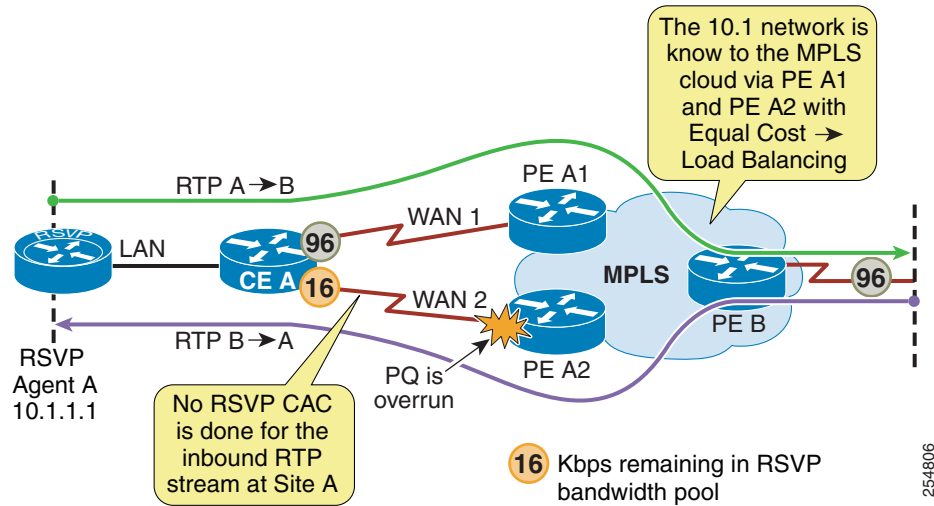 The 10.1 network is
know to the MPLS
cloud via PE A1
and PE A2 with
Equal Cost →
Load Balancing
RTP A→B
PE A1
WAN 1
RSVP
LAN
96
CE A
16
MPLS
96
WAN 2
PE B
RTP B→A
PE A2
PQ is
overrun
RSVP
Agent A
10.1.1.1
No RSVP CAC
is done for the
inbound RTP
stream at Site A
16 Kbps remaining in RSVP
bandwidth pool
254806